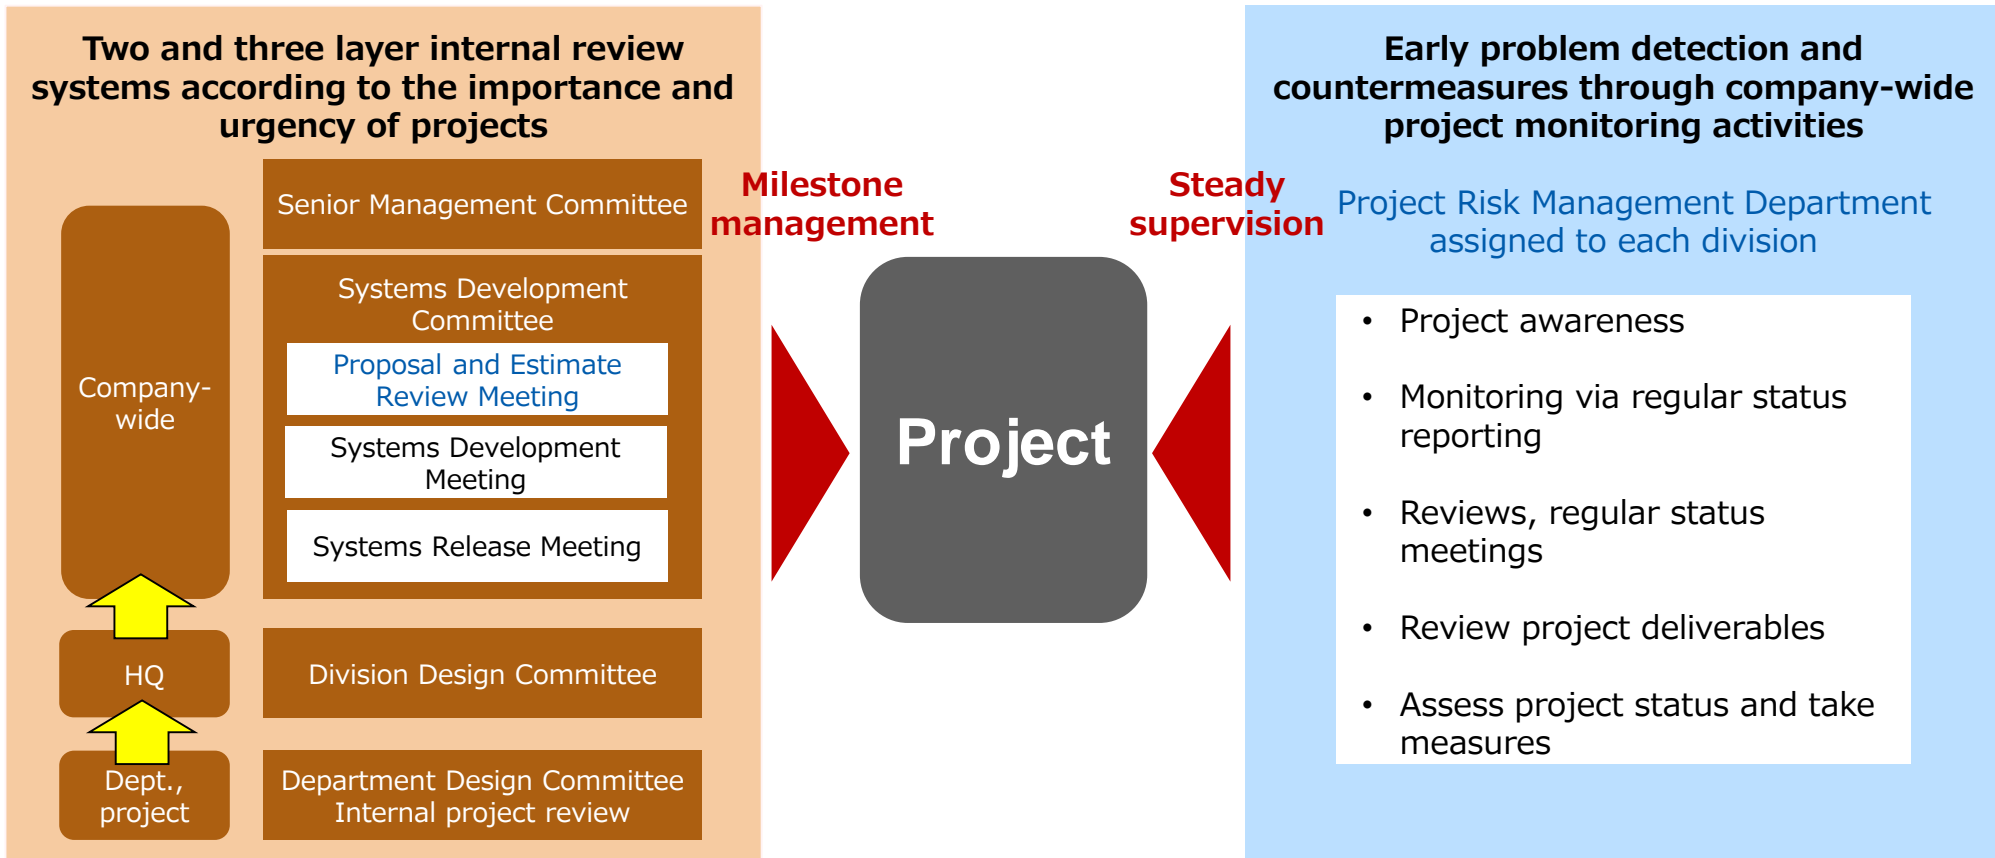 Two and three layer internal review
systems according to the importance and
urgency of projects
Company-
wide
HQ
Dept.,
project
Senior Management Committee
Systems Development
Committee
Proposal and Estimate
Review Meeting
Systems Development
Meeting
Systems Release Meeting
Division Design Committee
Department Design Committee
Internal project review
Milestone
management
Project
Steady
supervision
Early problem detection and
countermeasures through company-wide
project monitoring activities
Project Risk Management Department
assigned to each division
• Project awareness
• Monitoring via regular status
reporting
• Reviews, regular status
meetings
• Review project deliverables
• Assess project status and take
measures